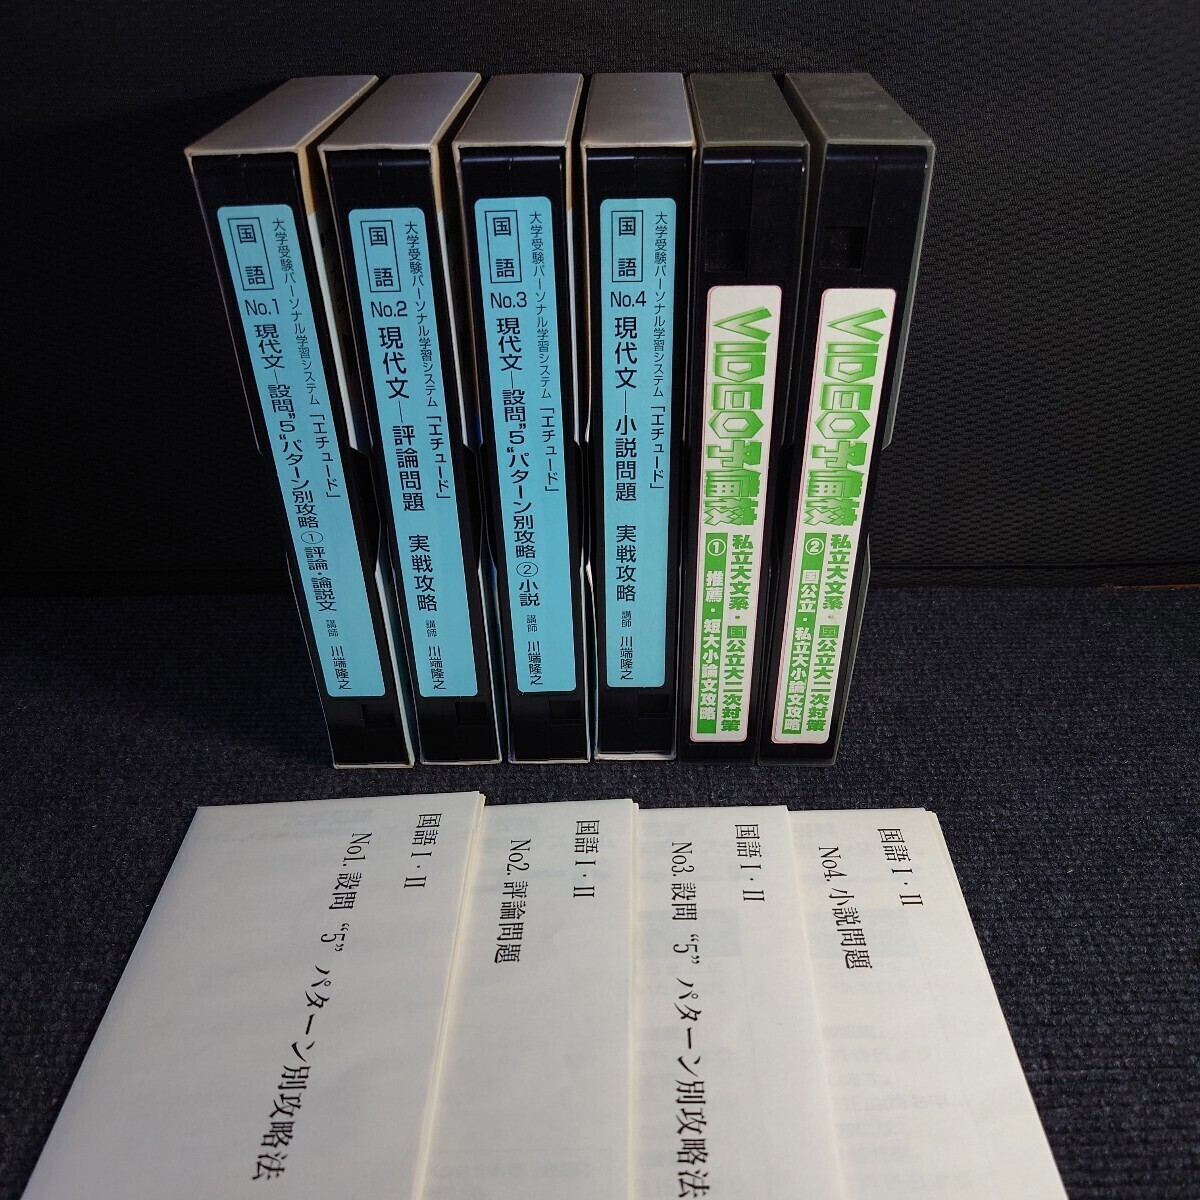 国語
大学受験パーソナル学習システム「エチュード」
No.1 現代文―設問"5"パターン別攻略①評論・論説文 講師 川端隆之
国語
大学受験パーソナル学習システム「エチュード」
No.2 現代文―評論問題 実戦攻略 講師 川端隆之
国語
大学受験パーソナル学習システム「エチュード」
No.3 現代文―設問"5"パターン別攻略②小説 講師 川端隆之
国語
大学受験パーソナル学習システム「エチュード」
No.4 現代文―小説問題 実戦攻略 講師 川端隆之
VIDEO予備校
私立大文系・国公立大二次対策
①推薦・短大小論文攻略
VIDEO予備校
私立大文系・国公立大二次対策
②国公立・私立大小論文攻略
国語Ⅰ・Ⅱ
No1.設問“5”パターン別攻略法
国語Ⅰ・Ⅱ
No2.評論問題
国語Ⅰ・Ⅱ
No3.設問“5”パターン別攻略法
国語Ⅰ・Ⅱ
No4.小説問題